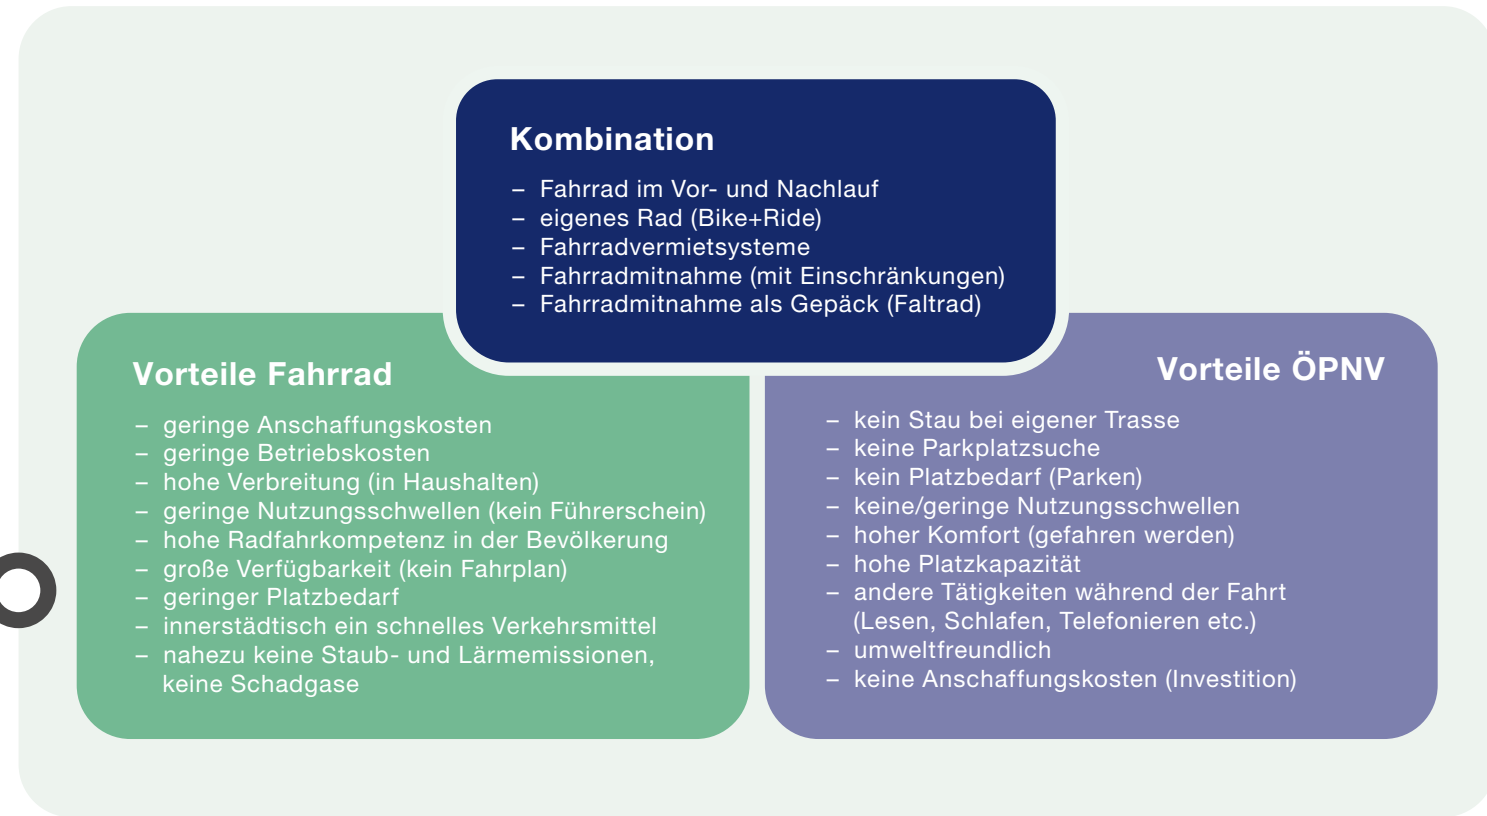 Kombination
– Fahrrad im Vor- und Nachlauf
– eigenes Rad (Bike+Ride)
– Fahrradvermietsysteme
– Fahrradmitnahme (mit Einschränkungen)
– Fahrradmitnahme als Gepäck (Faltrad)
Vorteile Fahrrad
– geringe Anschaffungskosten
– geringe Betriebskosten
– hohe Verbreitung (in Haushalten)
– geringe Nutzungsschwellen (kein Führerschein)
– hohe Radfahrkompetenz in der Bevölkerung
– große Verfügbarkeit (kein Fahrplan)
– geringer Platzbedarf
– innerstädtisch ein schnelles Verkehrsmittel
– nahezu keine Staub- und Lärmemissionen,
keine Schadgase
Vorteile ÖPNV
– kein Stau bei eigener Trasse
– keine Parkplatzsuche
– kein Platzbedarf (Parken)
– keine/geringe Nutzungsschwellen
– hoher Komfort (gefahren werden)
– hohe Platzkapazität
– andere Tätigkeiten während der Fahrt
(Lesen, Schlafen, Telefonieren etc.)
– umweltfreundlich
– keine Anschaffungskosten (Investition)